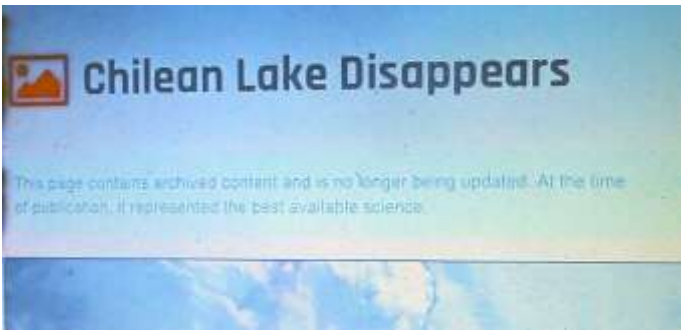 Chilean Lake Disappears
This page contains archived content and is no longer being updated. At the time
of publication, it represented the best available science.